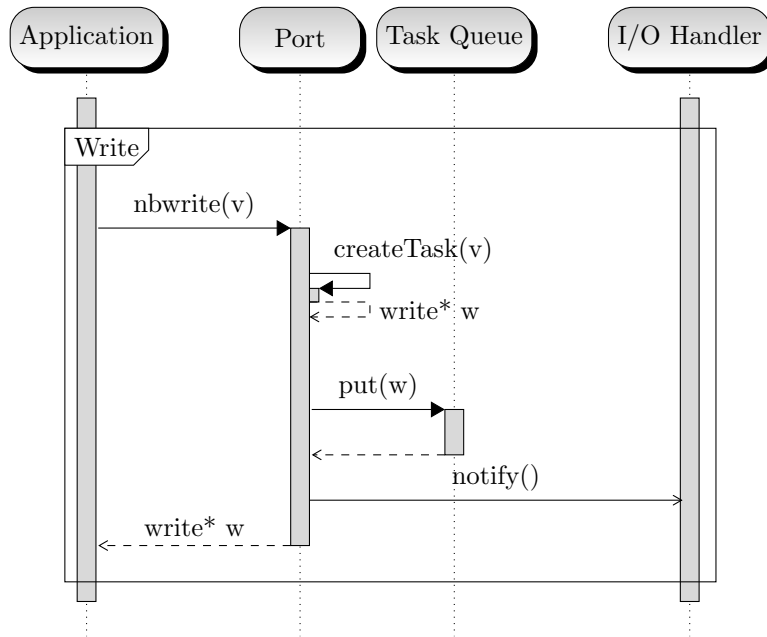 Application
Port
Task Queue
I/O Handler
Write
nbwrite(v)
createTask(v)
write* w
put(w)
notify()
write* w